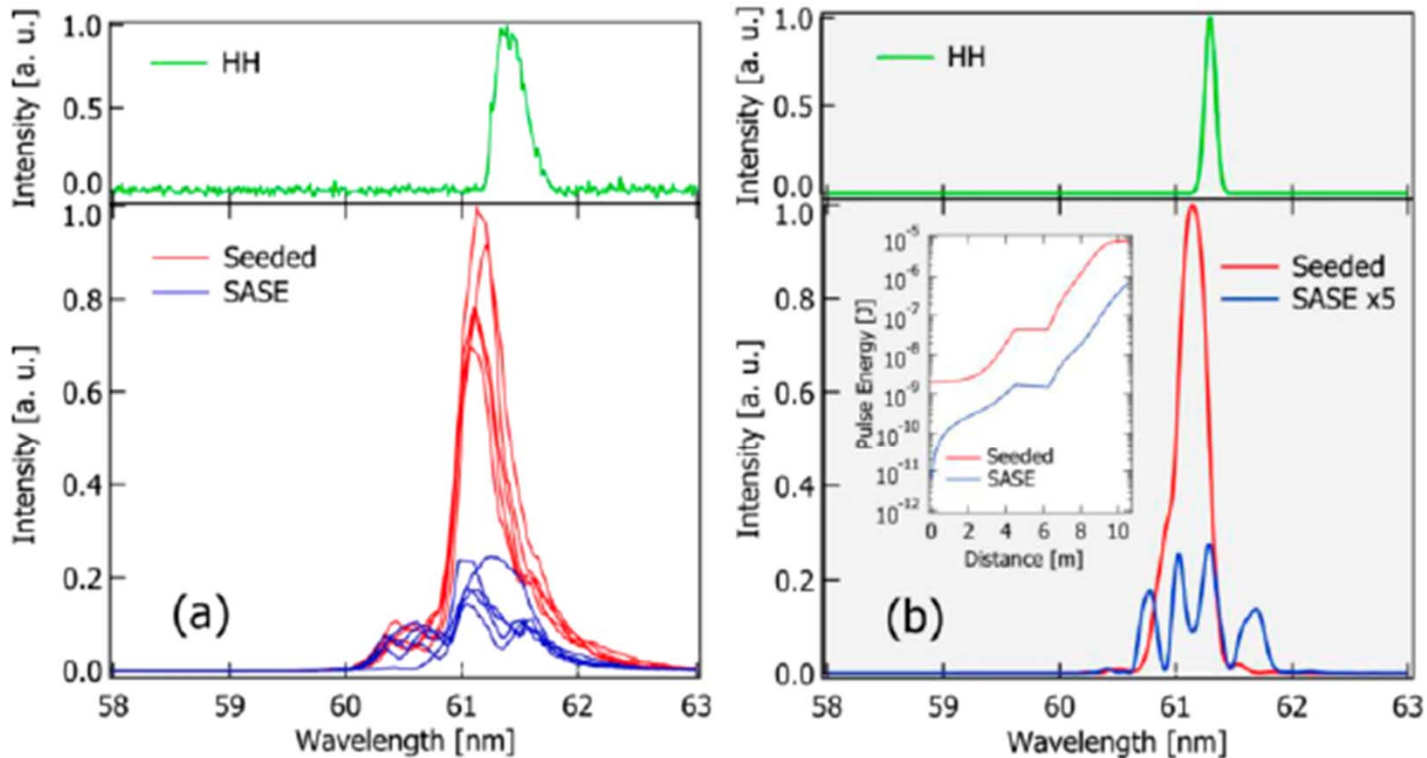 Intensity [a. u.]
1.0
0.5
0.0
HH
Intensity [a. u.]
1.0
0.8
0.6
0.4
0.2
0.0
Seeded
SASE
(a)
58 59 60 61 62 63
Wavelength [nm]
Intensity [a. u.]
1.0
0.5
0.0
HH
Intensity [a. u.]
1.0
0.8
0.6
0.4
0.2
0.0
Seeded
SASE x5
Pulse Energy [J]
10-5
10-6
10-7
10-8
10-9
10-10
10-11
10-12
Seeded
SASE
0 2 4 6 8 10
Distance [m]
(b)
58 59 60 61 62 63
Wavelength [nm]